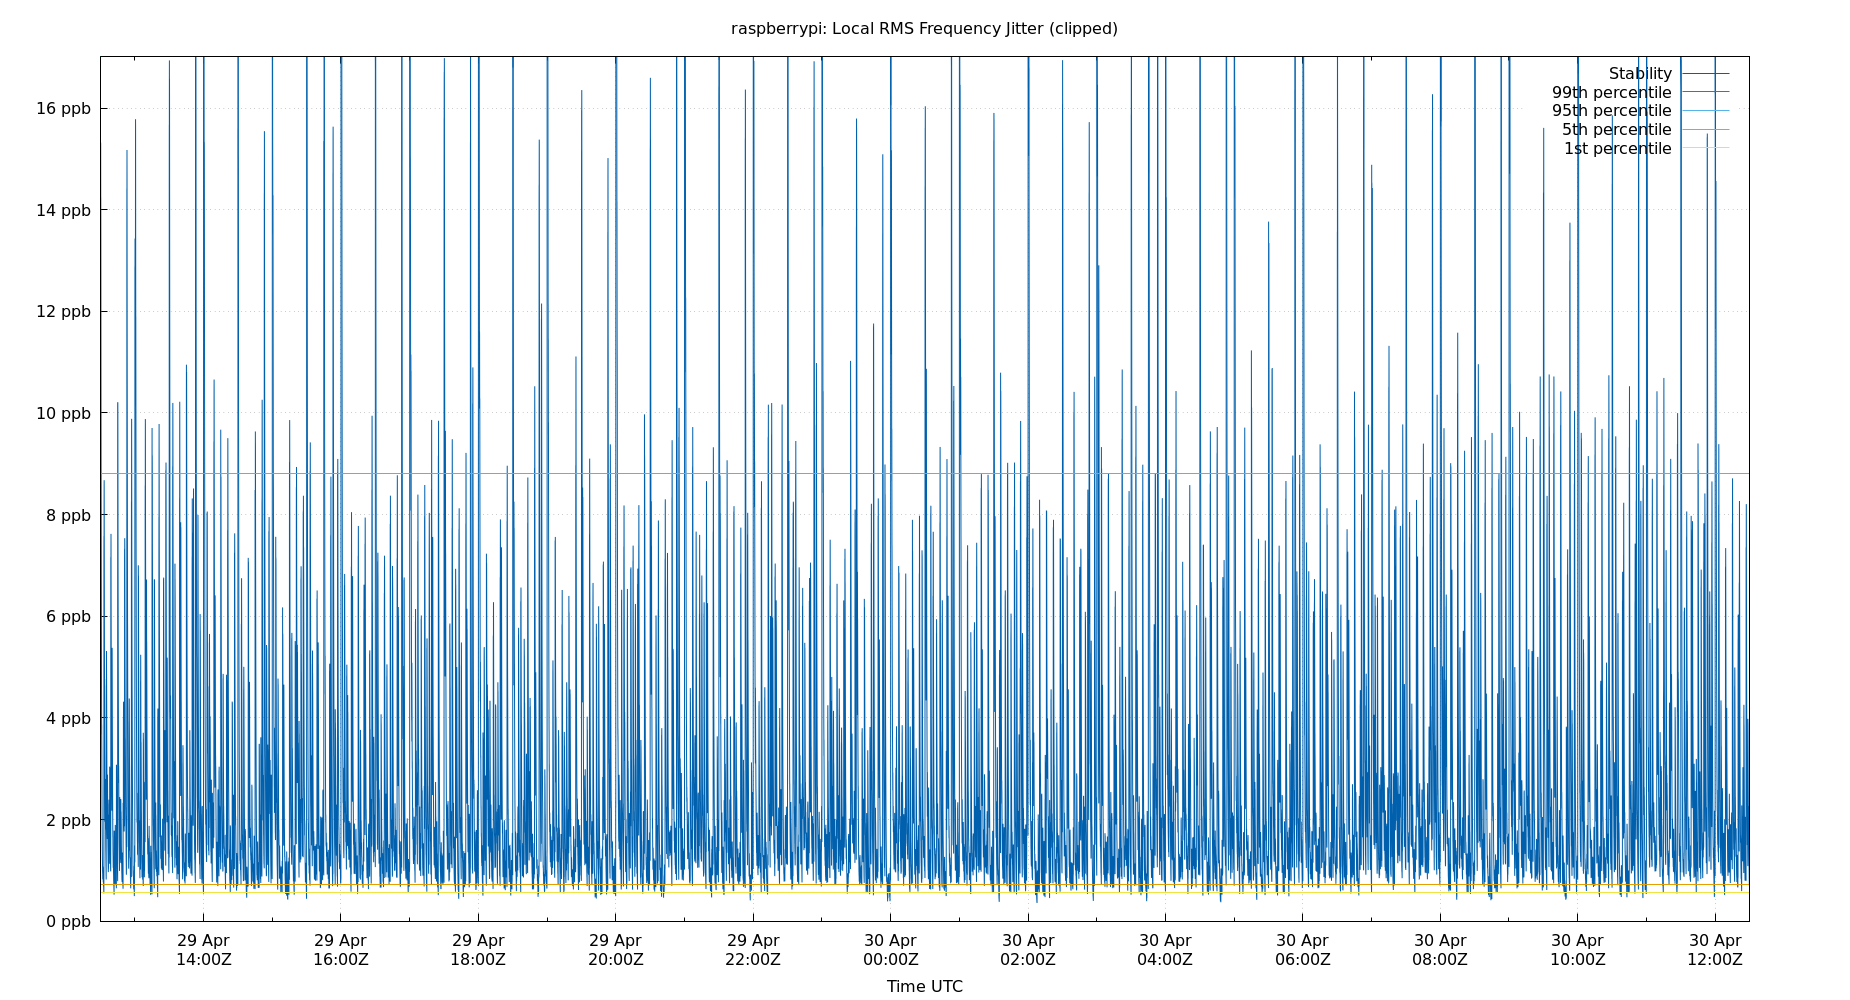 raspberrypi: Local RMS Frequency Jitter (clipped)
Stability
99th percentile
95th percentile
5th percentile
1st percentile
16 ppb
14 ppb
12 ppb
10 ppb
8 ppb
6 ppb
4 ppb
2 ppb
0 ppb
29 Apr 29 Apr 29 Apr 29 Apr 29 Apr 30 Apr 30 Apr 30 Apr 30 Apr 30 Apr 30 Apr 30 Apr
14:00Z 16:00Z 18:00Z 20:00Z 22:00Z 00:00Z 02:00Z 04:00Z 06:00Z 08:00Z 10:00Z 12:00Z
Time UTC